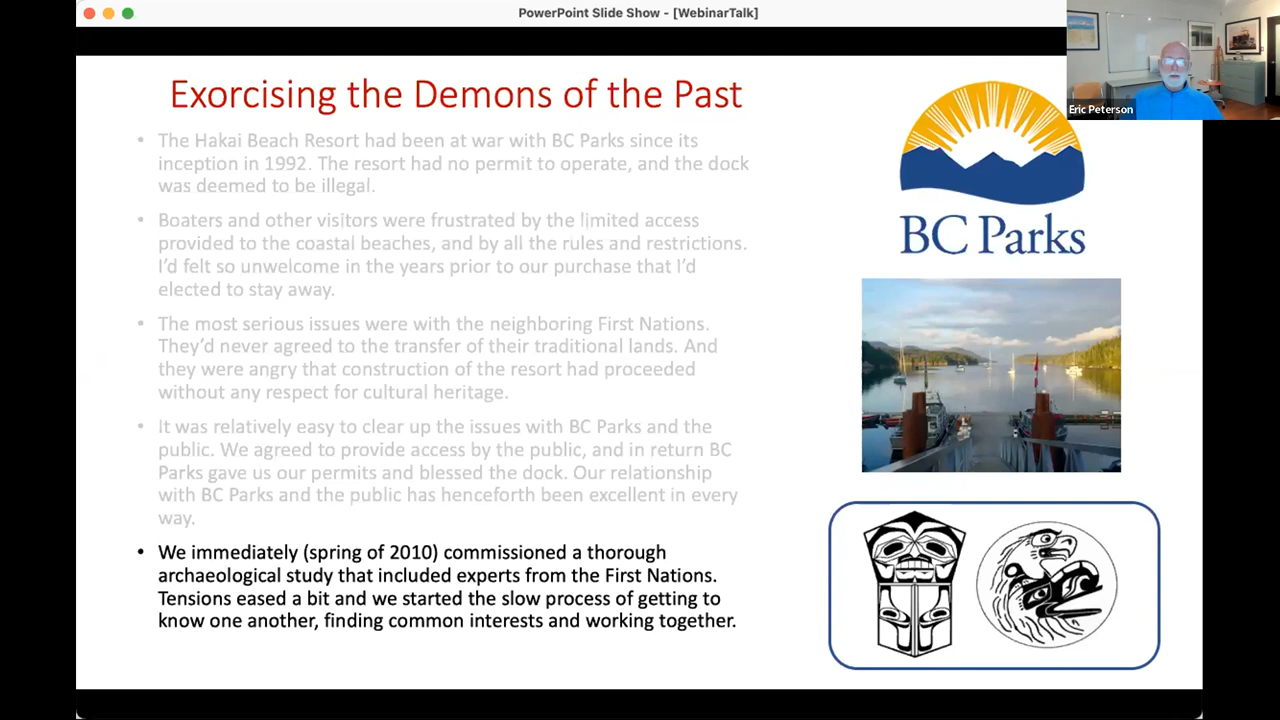 PowerPoint Slide Show - [WebinarTalk]
Eric Peterson
Exorcising the Demons of the Past
• The Hakai Beach Resort had been at war with BC Parks since its
inception in 1992. The resort had no permit to operate, and the dock
was deemed to be illegal.
• Boaters and other visitors were frustrated by the limited access
provided to the coastal beaches, and by all the rules and restrictions.
I'd felt so unwelcome in the years prior to our purchase that I'd
elected to stay away.
• The most serious issues were with the neighboring First Nations.
They'd never agreed to the transfer of their traditional lands. And
they were angry that construction of the resort had proceeded
without any respect for cultural heritage.
• It was relatively easy to clear up the issues with BC Parks and the
public. We agreed to provide access by the public, and in return BC
Parks gave us our permits and blessed the dock. Our relationship
with BC Parks and the public has henceforth been excellent in every
way.
• We immediately (spring of 2010) commissioned a thorough
archaeological study that included experts from the First Nations.
Tensions eased a bit and we started the slow process of getting to
know one another, finding common interests and working together.
BC Parks